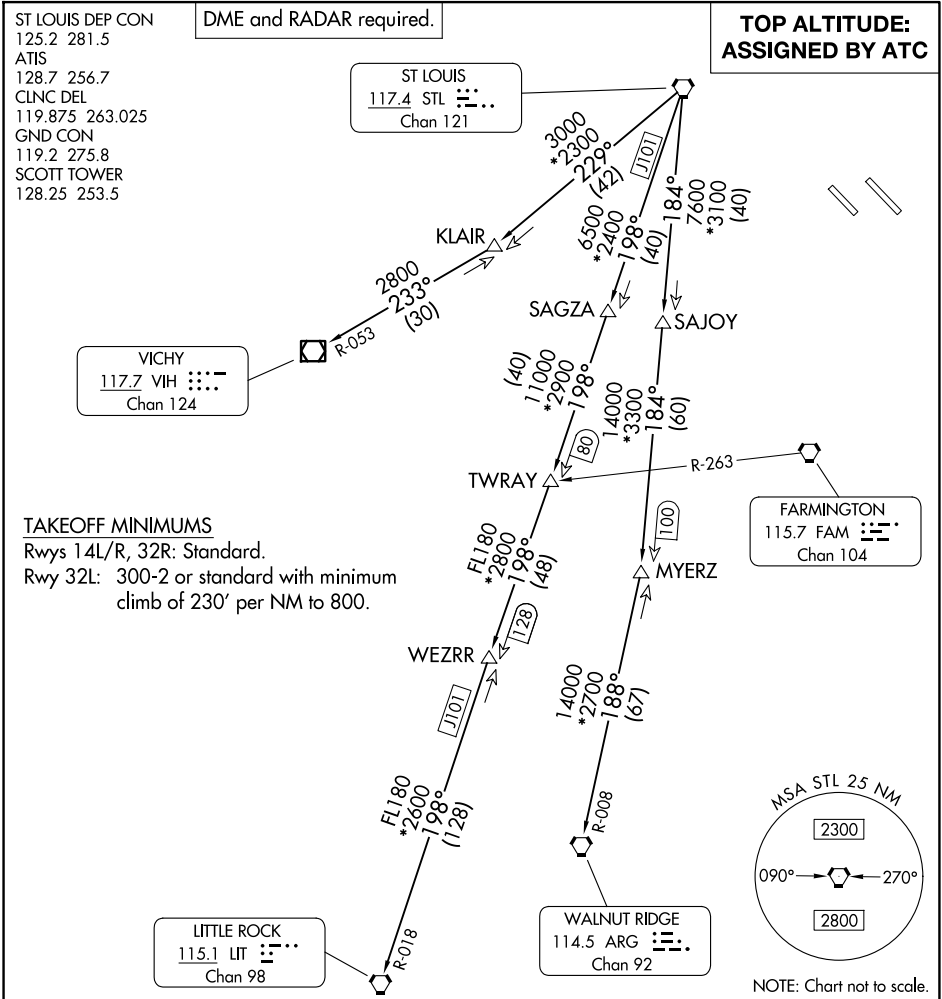 ST LOUIS DEP CON
125.2 281.5
ATIS
128.7 256.7
CLNC DEL
119.875 263.025
GND CON
119.2 275.8
SCOTT TOWER
128.25 253.5
DME and RADAR required.
TOP ALTITUDE:
ASSIGNED BY ATC
ST LOUIS
117.4 STL
Chan 121
3000
*2300
229°
(42)
J101
6500
*2400
198°
(40)
184°
7600
*3100
(40)
KLAIR
2800
233°
(30)
R-053
SAGZA
SAJOY
VICHY
117.7 VIH
Chan 124
(40)
11000
*2900
198°
14000
*3300
184°
(60)
80
TWRAY
R-263
FARMINGTON
115.7 FAM
Chan 104
100
MYERZ
TAKEOFF MINIMUMS
Rwys 14L/R, 32R: Standard.
Rwy 32L: 300-2 or standard with minimum
climb of 230' per NM to 800.
FL180
*2800
198°
(48)
128
WEZRR
J101
14000
*2700
188°
(67)
R-008
FL180
*2600
198°
(128)
R-018
LITTLE ROCK
115.1 LIT
Chan 98
WALNUT RIDGE
114.5 ARG
Chan 92
MSA STL 25 NM
2300
090°
270°
2800
NOTE: Chart not to scale.